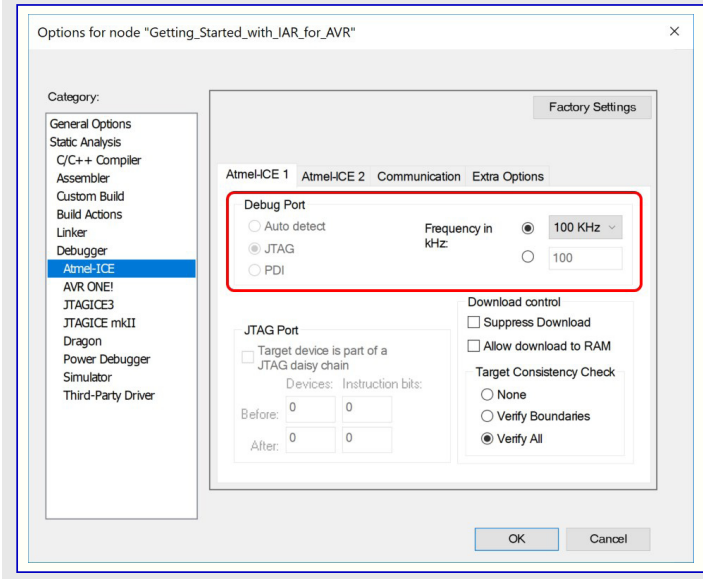 Options for node "Getting_Started_with_IAR_for_AVR"
Category:
Factory Settings
General Options
Static Analysis
C/C++ Compiler
Assembler
Custom Build
Build Actions
Linker
Debugger
Atmel-ICE
AVR ONE!
JTAGICE3
JTAGICE mkII
Dragon
Power Debugger
Simulator
Third-Party Driver
Atmel-ICE 1 Atmel-ICE 2 Communication Extra Options
Debug Port
Auto detect
JTAG
PDI
Frequency in
kHz:
100 KHz
100
JTAG Port
Target device is part of a
JTAG daisy chain
Devices: Instruction bits:
Before: 0 0
After: 0 0
Download control
Suppress Download
Allow download to RAM
Target Consistency Check
None
Verify Boundaries
Verify All
OK Cancel